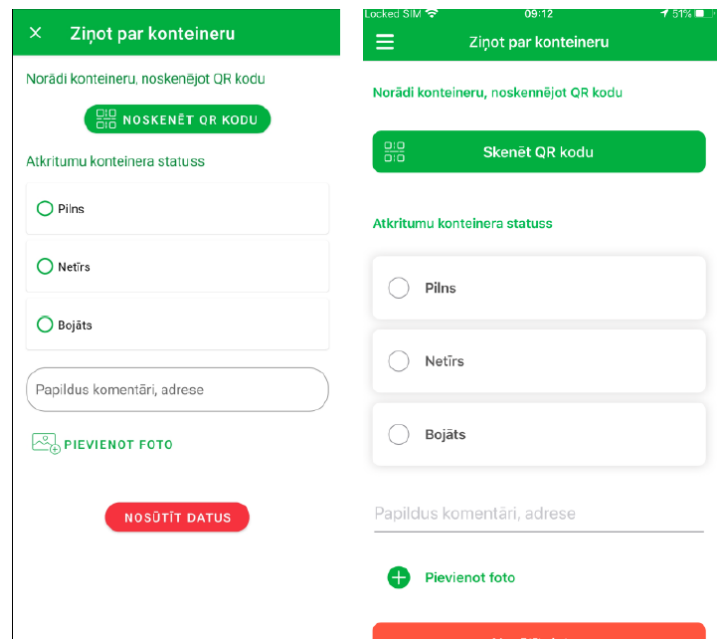 × Ziņot par konteineru
Norādi konteineru, noskenējot QR kodu
NOSKENĒT QR KODU
Atkritumu konteinera statuss
Pilns
Netīrs
Bojāts
Papildus komentāri, adrese
PIEVIENOT FOTO
NOSŪTĪT DATUS
Locked SIM 09:12 51%
Ziņot par konteineru
Norādi konteineru, noskennējot QR kodu
Skenēt QR kodu
Atkritumu konteinera statuss
Pilns
Netīrs
Bojāts
Papildus komentāri, adrese
Pievienot foto